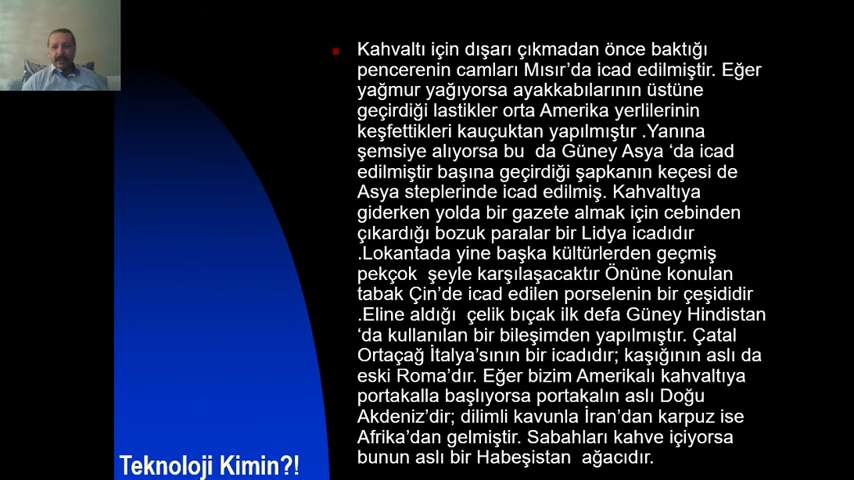 Kahvaltı için dışarı çıkmadan önce baktığı
pencerenin camları Mısır’da icad edilmiştir. Eğer
yağmur yağıyorsa ayakkabılarının üstüne
geçirdiği lastikler orta Amerika yerlilerinin
keşfettikleri kauçuktan yapılmıştır .Yanına
şemsiye alıyorsa bu  da Güney Asya ‘da icad
edilmiştir başına geçirdiği şapkanın keçesi de
Asya steplerinde icad edilmiş. Kahvaltıya
giderken yolda bir gazete almak için cebinden
çıkardığı bozuk paralar bir Lidya icadıdır
.Lokantada yine başka kültürlerden geçmiş
pekçok  şeyle karşılaşacaktır Önüne konulan
tabak Çin’de icad edilen porselenin bir çeşididir
.Eline aldığı  çelik bıçak ilk defa Güney Hindistan
‘da kullanılan bir bileşimden yapılmıştır. Çatal
Ortaçağ İtalya’sının bir icadıdır; kaşığının aslı da
eski Roma’dır. Eğer bizim Amerikalı kahvaltıya
portakalla başlıyorsa portakalın aslı Doğu
Akdeniz’dir; dilimli kavunla İran’dan karpuz ise
Afrika’dan gelmiştir. Sabahları kahve içiyorsa
bunun aslı bir Habeşistan  ağacıdır.
Teknoloji Kimin?!